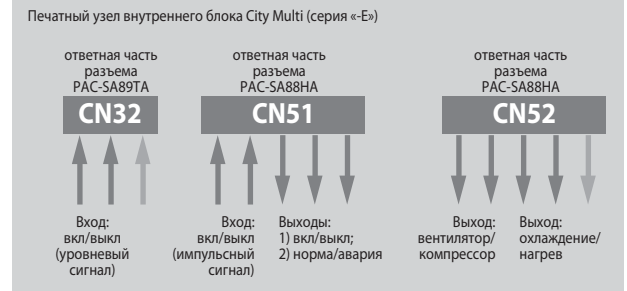 Печатный узел внутреннего блока City Multi (серия «-E»)
ответная часть
разъема
PAC-SA89TA
CN32
Вход:
вкл/выкл
(уровневый
сигнал)
ответная часть
разъема
PAC-SA88HA
CN51
Вход:
вкл/выкл
(импульсный
сигнал)
Выходы:
1) вкл/выкл;
2) норма/авария
ответная часть
разъема
PAC-SA88HA
CN52
Выход:
вентилятор/
компрессор
Выход:
охлаждение/
нагрев